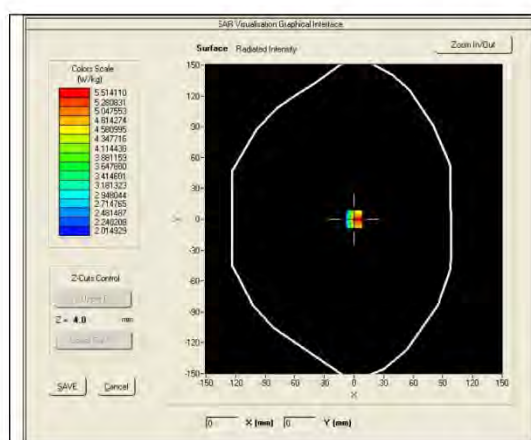 SAR Visualisation Graphical Interface
Surface Radiated Intensity
Zoom In/Out
Colors Scale
(W/kg)
5.514110
5.280831
5.047553
4.814274
4.580995
4.347716
4.114438
3.881159
3.647880
3.414601
3.181323
2.948044
2.714765
2.481487
2.248208
2.014929
150
120
90
60
30
0
-30
-60
-90
-120
-150
Y
-150 -120 -90 -60 -30 0 30 60 90 120 150
X
Z-Cuts Control
Z = 4.0 mm
SAVE
Cancel
0 X (mm) 0 Y (mm)